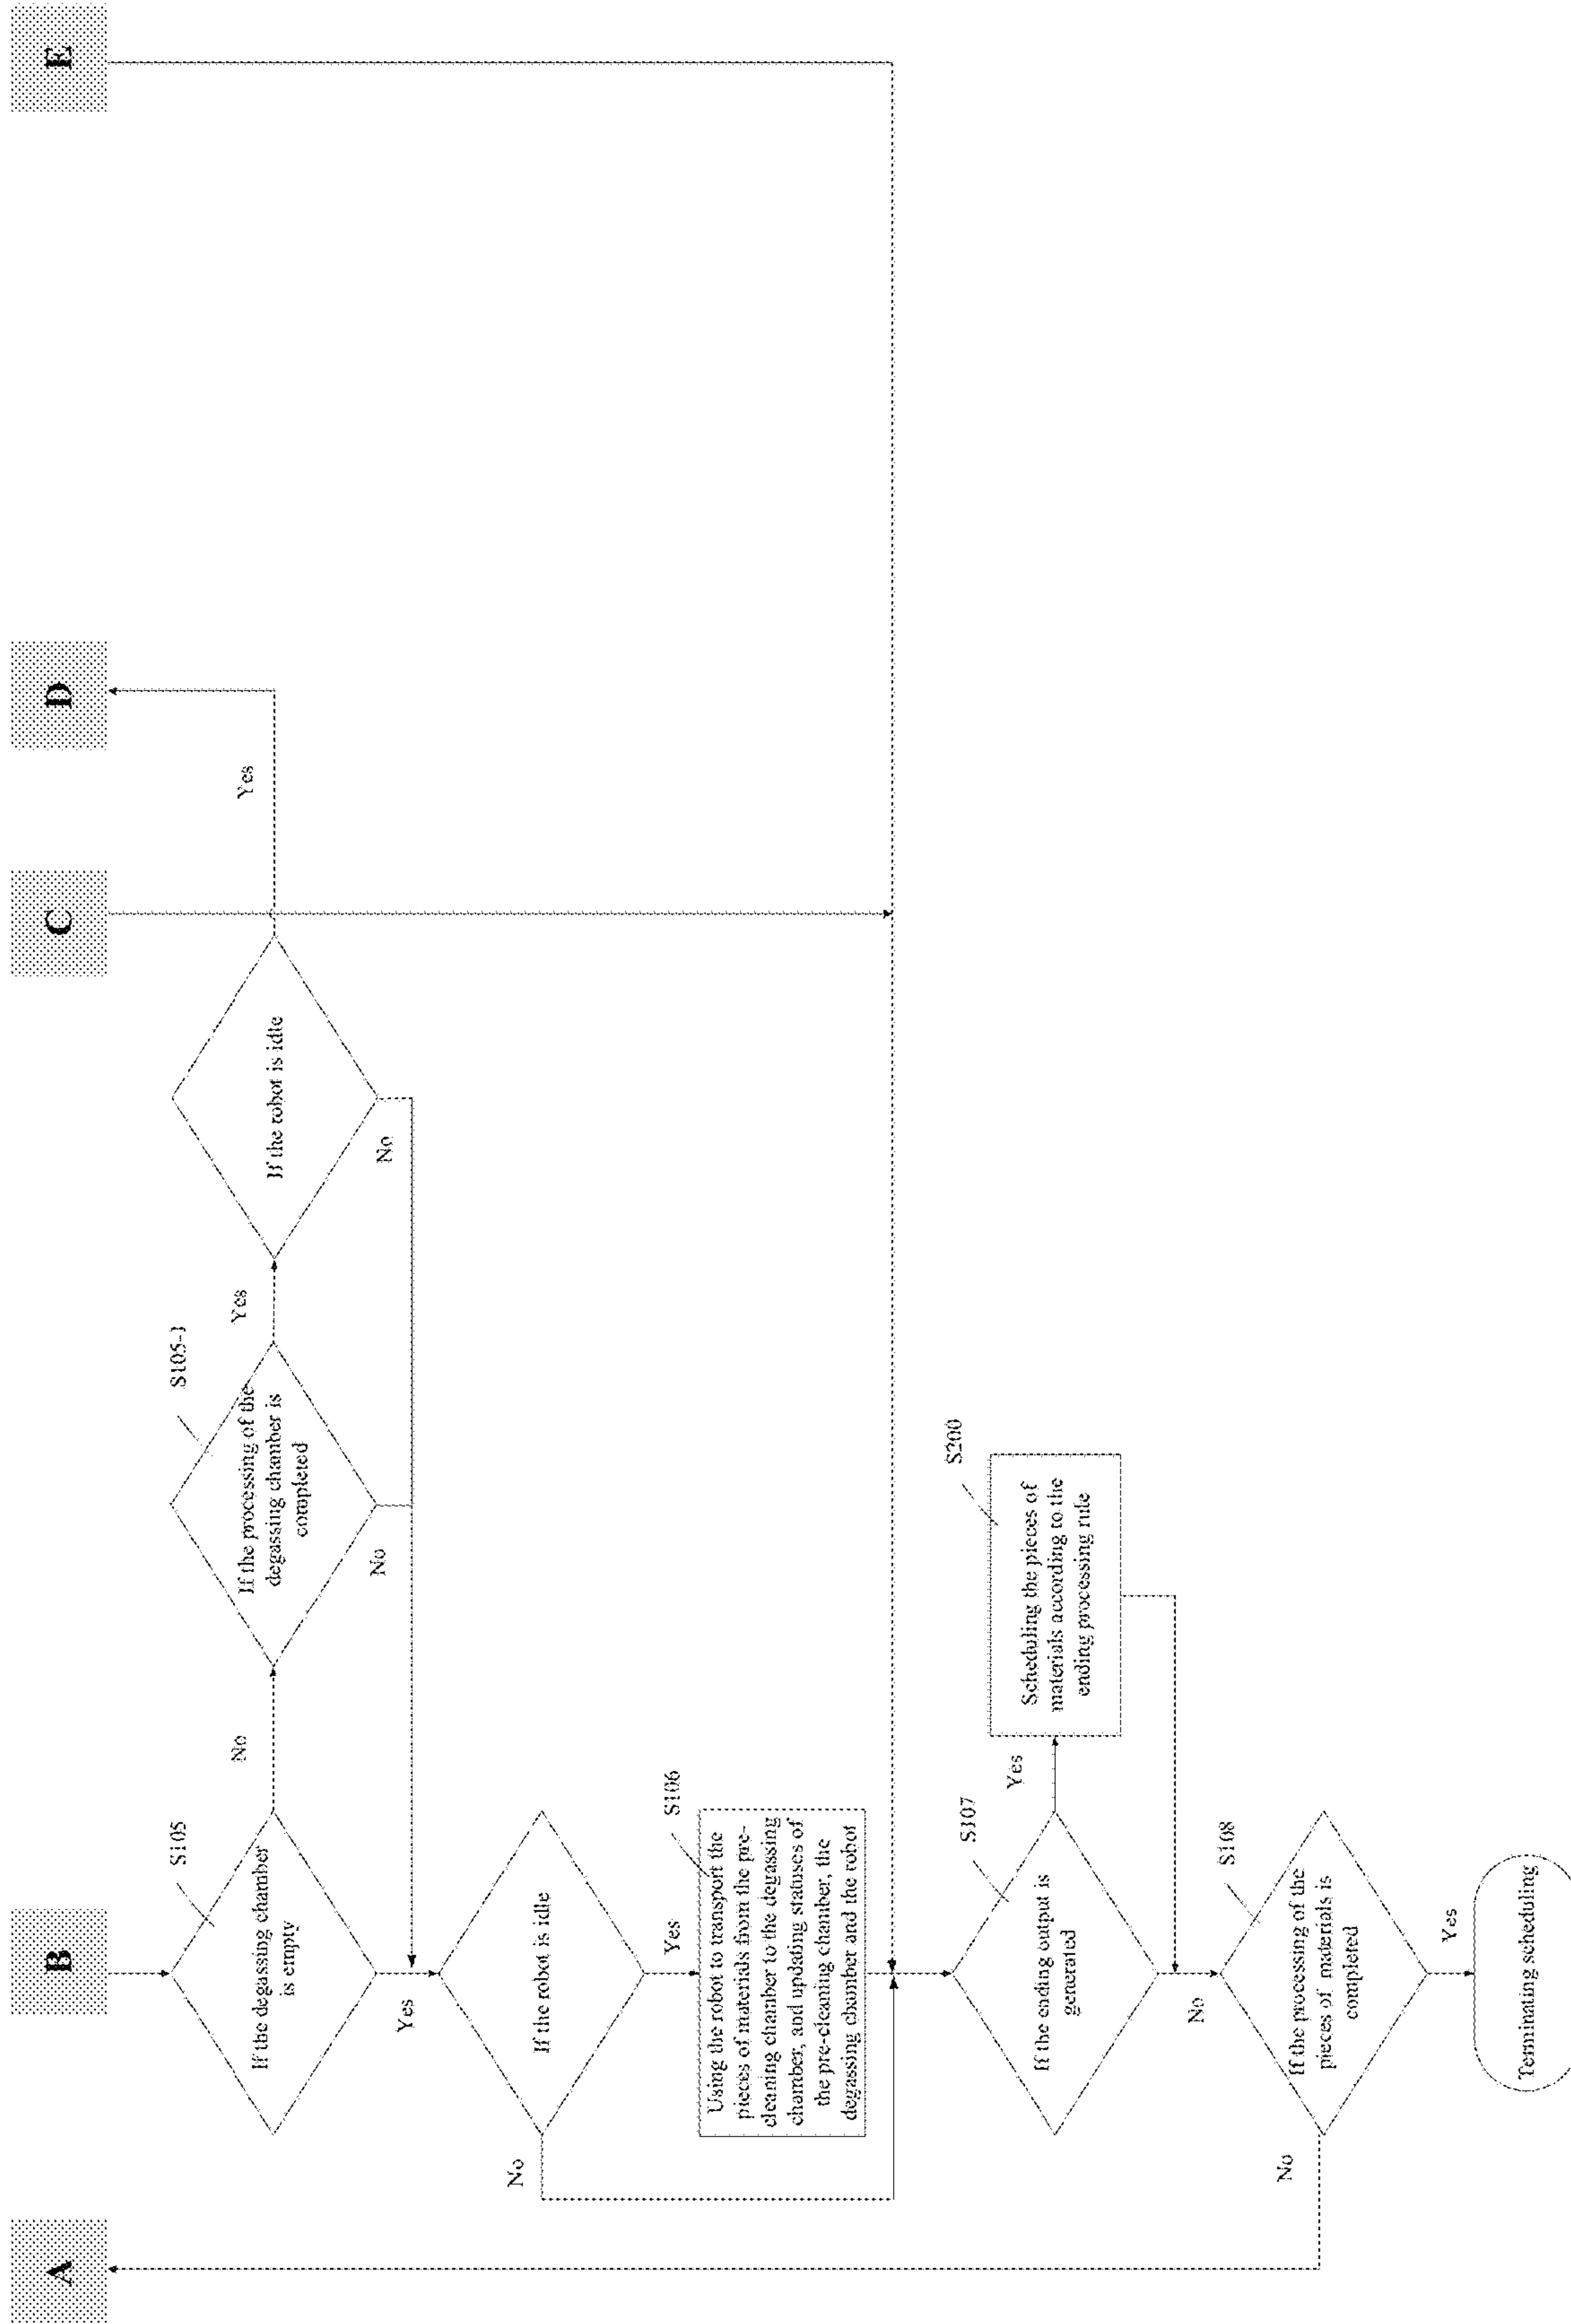 A
B
C
D
E
S105
If the degassing chamber
is empty
No
S105-1
If the processing of the
degassing chamber is
completed
Yes
If the robot is idle
Yes
No
No
Yes
If the robot is idle
No
Yes
S106
Using the robot to transport the
pieces of materials from the pre-
cleaning chamber to the degassing
chamber, and updating statuses of
the pre-cleaning chamber, the
degassing chamber and the robot
S107
If the ending output is
generated
Yes
S200
Scheduling the pieces of
materials according to the
ending processing rule
No
S108
If the processing of the
pieces of materials is
completed
No
Yes
Terminating scheduling